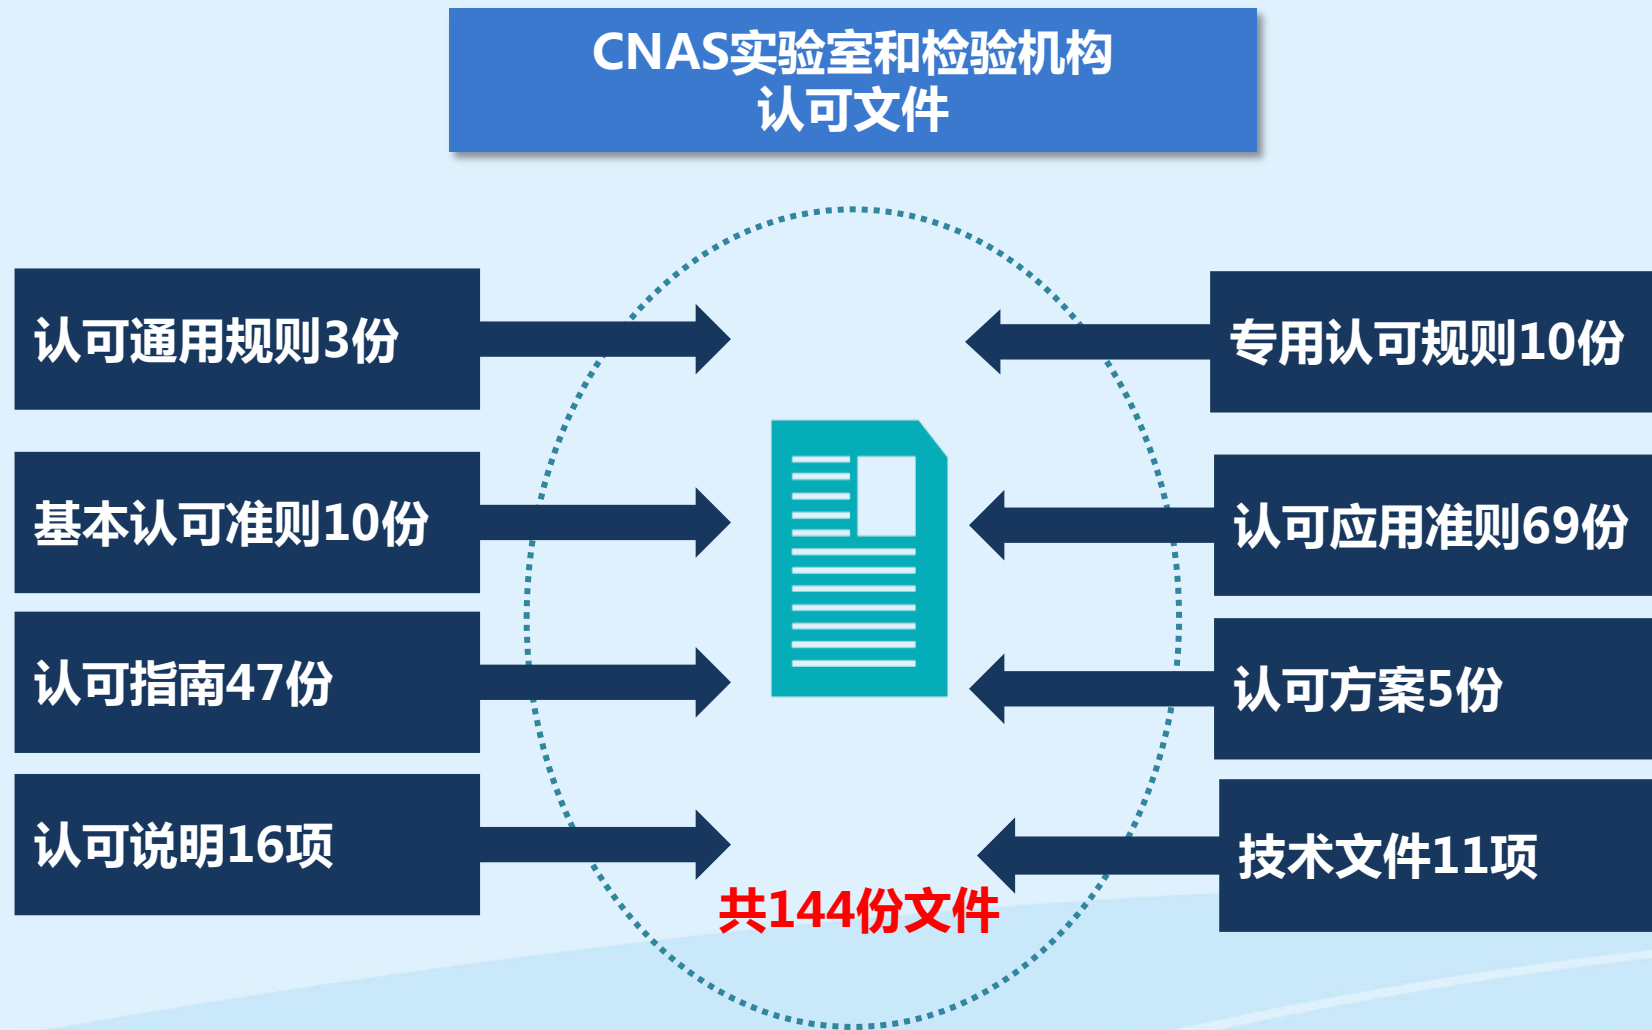 CNAS实验室和检验机构
认可文件
认可通用规则3份
专用认可规则10份
基本认可准则10份
认可应用准则69份
认可指南47份
认可方案5份
认可说明16项
技术文件11项
共144份文件